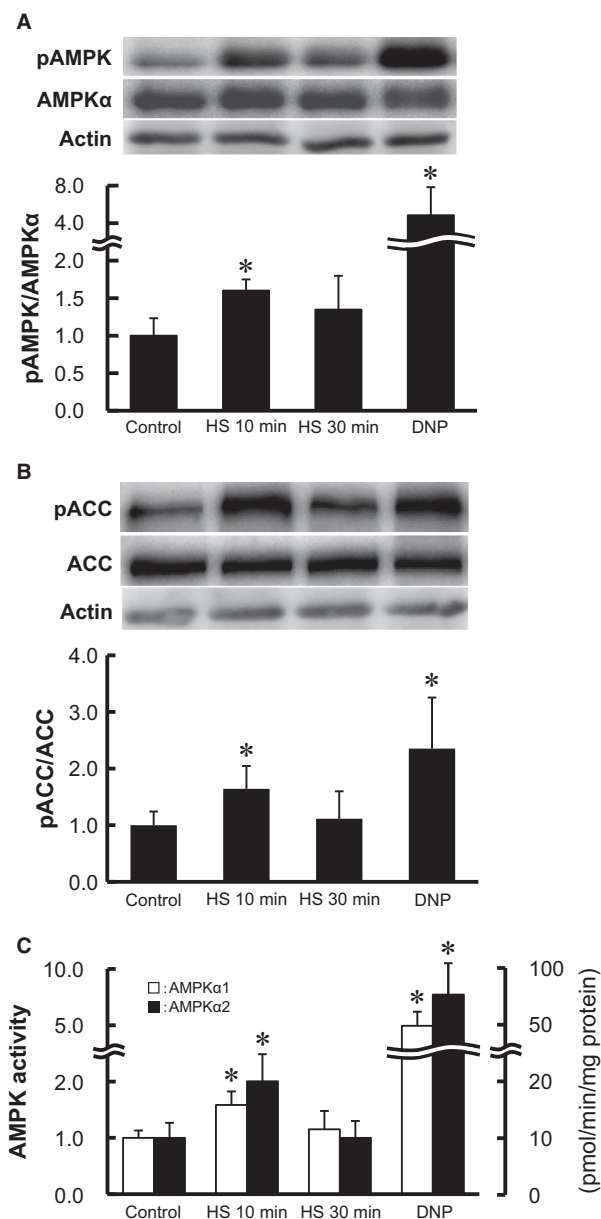 A
pAMPK
AMPKα
Actin
8.0
4.0
2.0
1.5
1.0
0.5
0.0
pAMPK/AMPKα
*
*
Control HS 10 min HS 30 min DNP
B
pACC
ACC
Actin
4.0
3.0
2.0
1.0
0.0
pACC/ACC
*
*
Control HS 10 min HS 30 min DNP
C
10.0
5.0
2.0
1.0
0.0
AMPK activity
:AMPKα1
:AMPKα2
* *
* *
100
50
20
10
0
(pmol/min/mg protein)
Control HS 10 min HS 30 min DNP